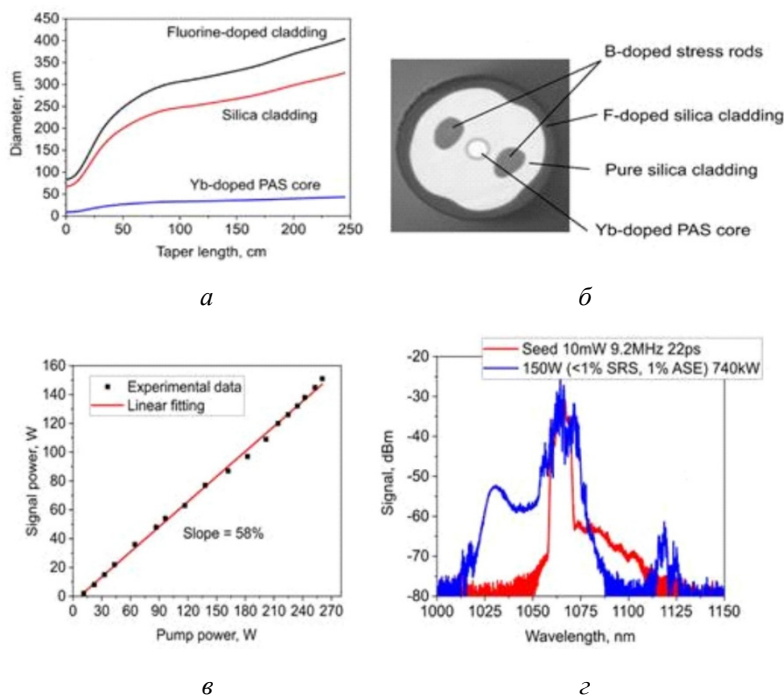 450
400
350
300
250
200
150
100
50
0
Diameter, µm
Fluorine-doped cladding
Silica cladding
Yb-doped PAS core
0 50 100 150 200 250
Taper length, cm
а
B-doped stress rods
F-doped silica cladding
Pure silica cladding
Yb-doped PAS core
б
160
140
120
100
80
60
40
20
0
Signal power, W
Experimental data
Linear fitting
Slope = 58%
0 30 60 90 120 150 180 210 240 270
Pump power, W
в
Seed 10mW 9.2MHz 22ps
150W (<1% SRS, 1% ASE) 740kW
-20
-30
-40
-50
-60
-70
-80
Signal, dBm
1000 1025 1050 1075 1100 1125 1150
Wavelength, nm
г